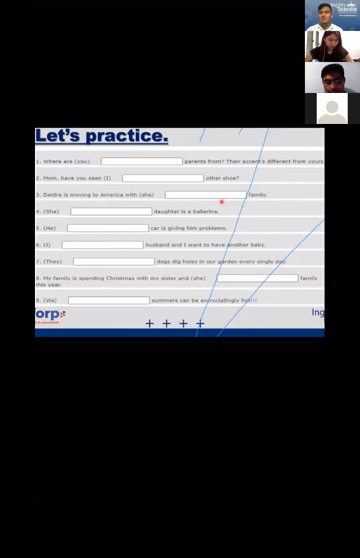 Inglés
Corporation
Let's practice.
1. Where are (you) parents from? Their accent's different from yours
2. Mom, have you seen (I) other shoe?
3. Deidre is moving to America with (she) family.
4. (She) daughter is a ballerina.
5. (He) car is giving him problems.
6. (I) husband and I want to have another baby.
7. (They) dogs dig holes in our garden every single day.
8. My family is spending Christmas with my sister and (she) family
this year.
9. (We) summers can be excruciatingly hot!!!
orp
Ing